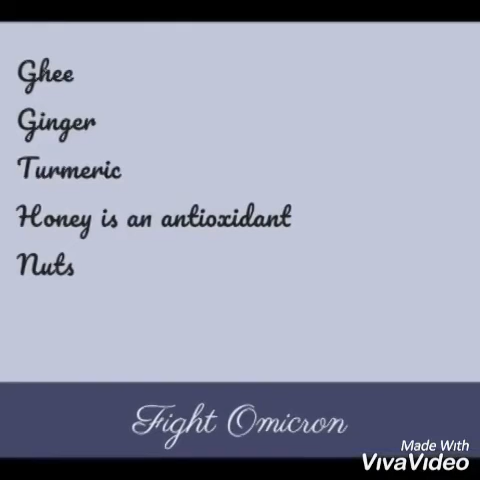 Ghee
Ginger
Turmeric
Honey is an antioxidant
Nuts
Fight Omicron
Made With
VivaVideo